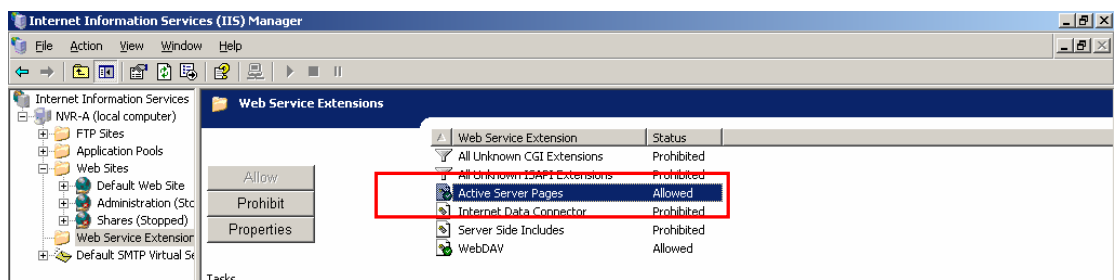 Internet Information Services (IIS) Manager
File Action View Window Help
Internet Information Services
NVR-A (local computer)
FTP Sites
Application Pools
Web Sites
Default Web Site
Administration (Stc
Shares (Stopped)
Web Service Extension
Default SMTP Virtual Se
Web Service Extensions
Allow
Prohibit
Properties
Tasks
Web Service Extension Status
All Unknown CGI Extensions Prohibited
All Unknown ISAPI Extensions Prohibited
Active Server Pages Allowed
Internet Data Connector Prohibited
Server Side Includes Prohibited
WebDAV Allowed